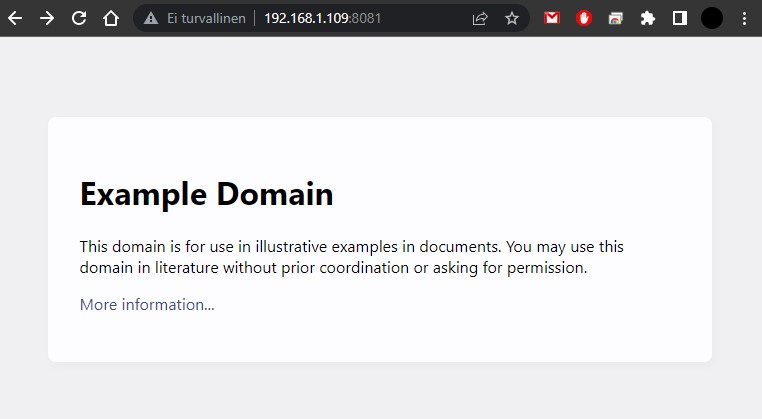 Ei turvallinen 192.168.1.109:8081
Example Domain
This domain is for use in illustrative examples in documents. You may use this
domain in literature without prior coordination or asking for permission.
More information...